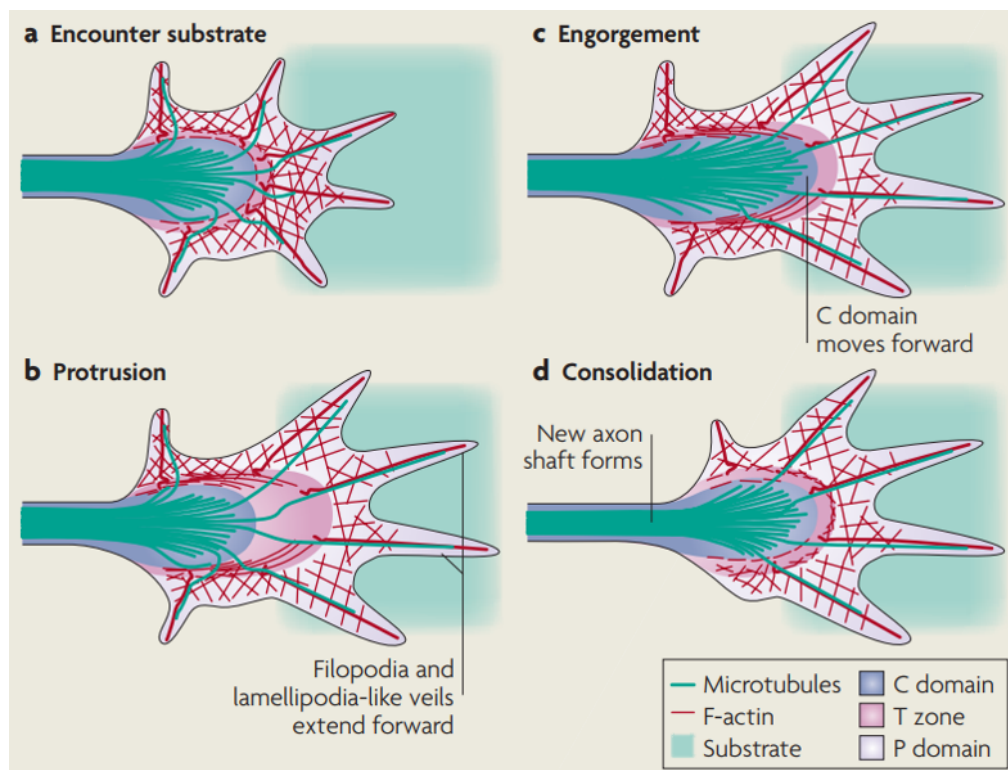 a Encounter substrate
c Engorgement
C domain
moves forward
b Protrusion
Filopodia and
lamellipodia-like veils
extend forward
d Consolidation
New axon
shaft forms
Microtubules
C domain
F-actin
T zone
Substrate
P domain